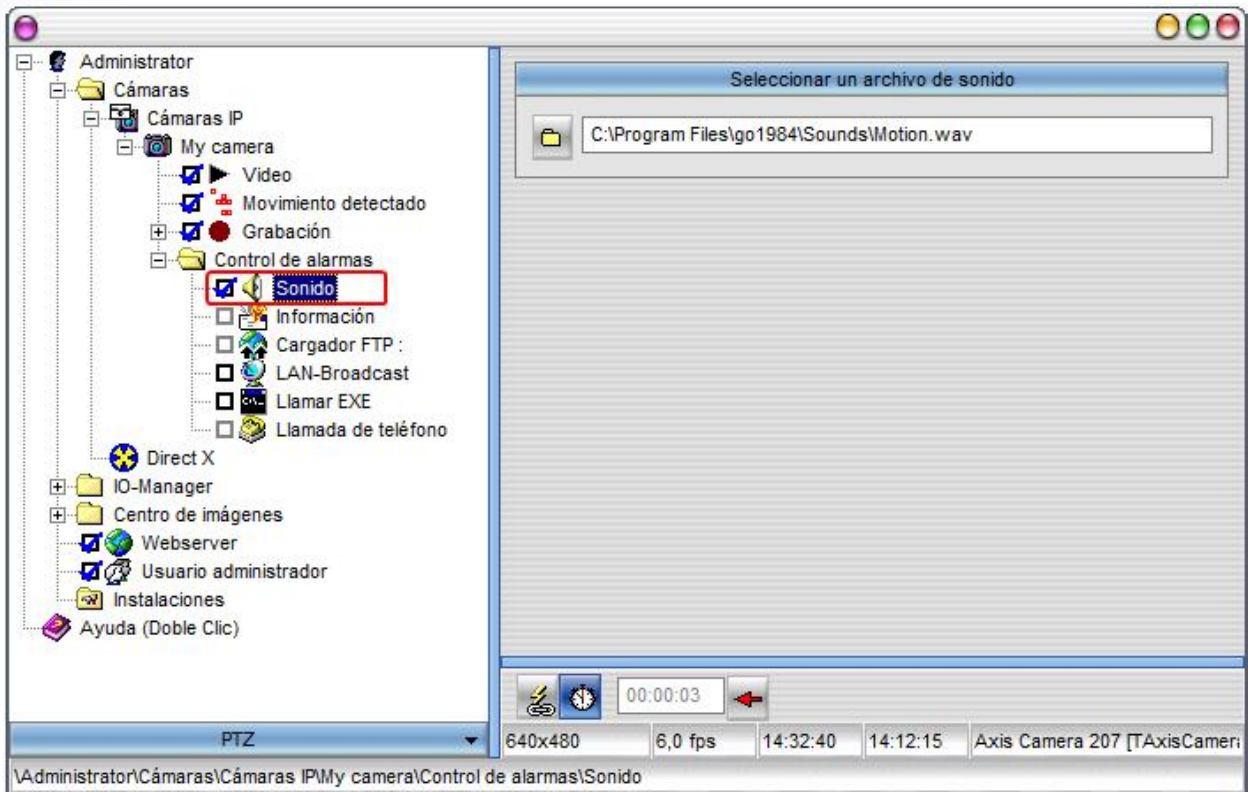 Administrator
Cámaras
Cámaras IP
My camera
Video
Movimiento detectado
Grabación
Control de alarmas
Sonido
Información
Cargador FTP :
LAN-Broadcast
Llamar EXE
Llamada de teléfono
Direct X
IO-Manager
Centro de imágenes
Webserver
Usuario administrador
Instalaciones
Ayuda (Doble Clic)
PTZ
Seleccionar un archivo de sonido
C:\Program Files\go1984\Sounds\Motion.wav
00:00:03
640x480 6,0 fps 14:32:40 14:12:15 Axis Camera 207 [TAxisCamer
\Administrator\Cámaras\Cámaras IP\My camera\Control de alarmas\Sonido